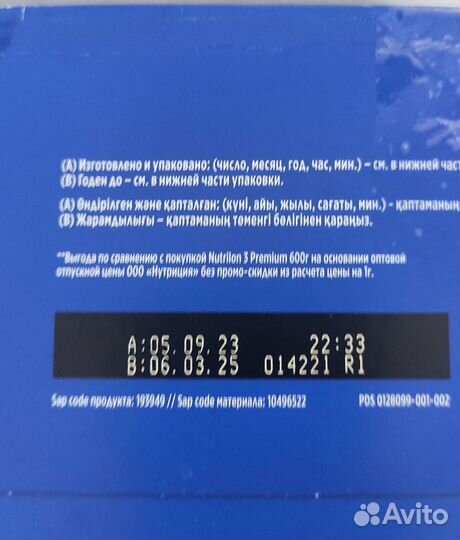 (A) Изготовлено и упаковано: (число, месяц, год, час, мин.) – см. в нижней част
(B) Годен до – см. в нижней части упаковки.
(A) Өндірілген және қапталған: (күні, айы, жылы, сағаты, мин.) - қаптаманың
(B) Жарамдылығы – қаптаманың төменгі бөлігінен қараңыз.
**Выгода по сравнению с покупкой Nutrilon 3 Premium 600г на основании оптовой
отпускной цены ООО «Нутриция» без промо-скидки из расчета цены на 1г.
A:05.09.23 22:33
B:06.03.25 014221 R1
Sap code продукта: 193949 // Sap code материала: 10496522 PDS 0128099-001-002
Avito